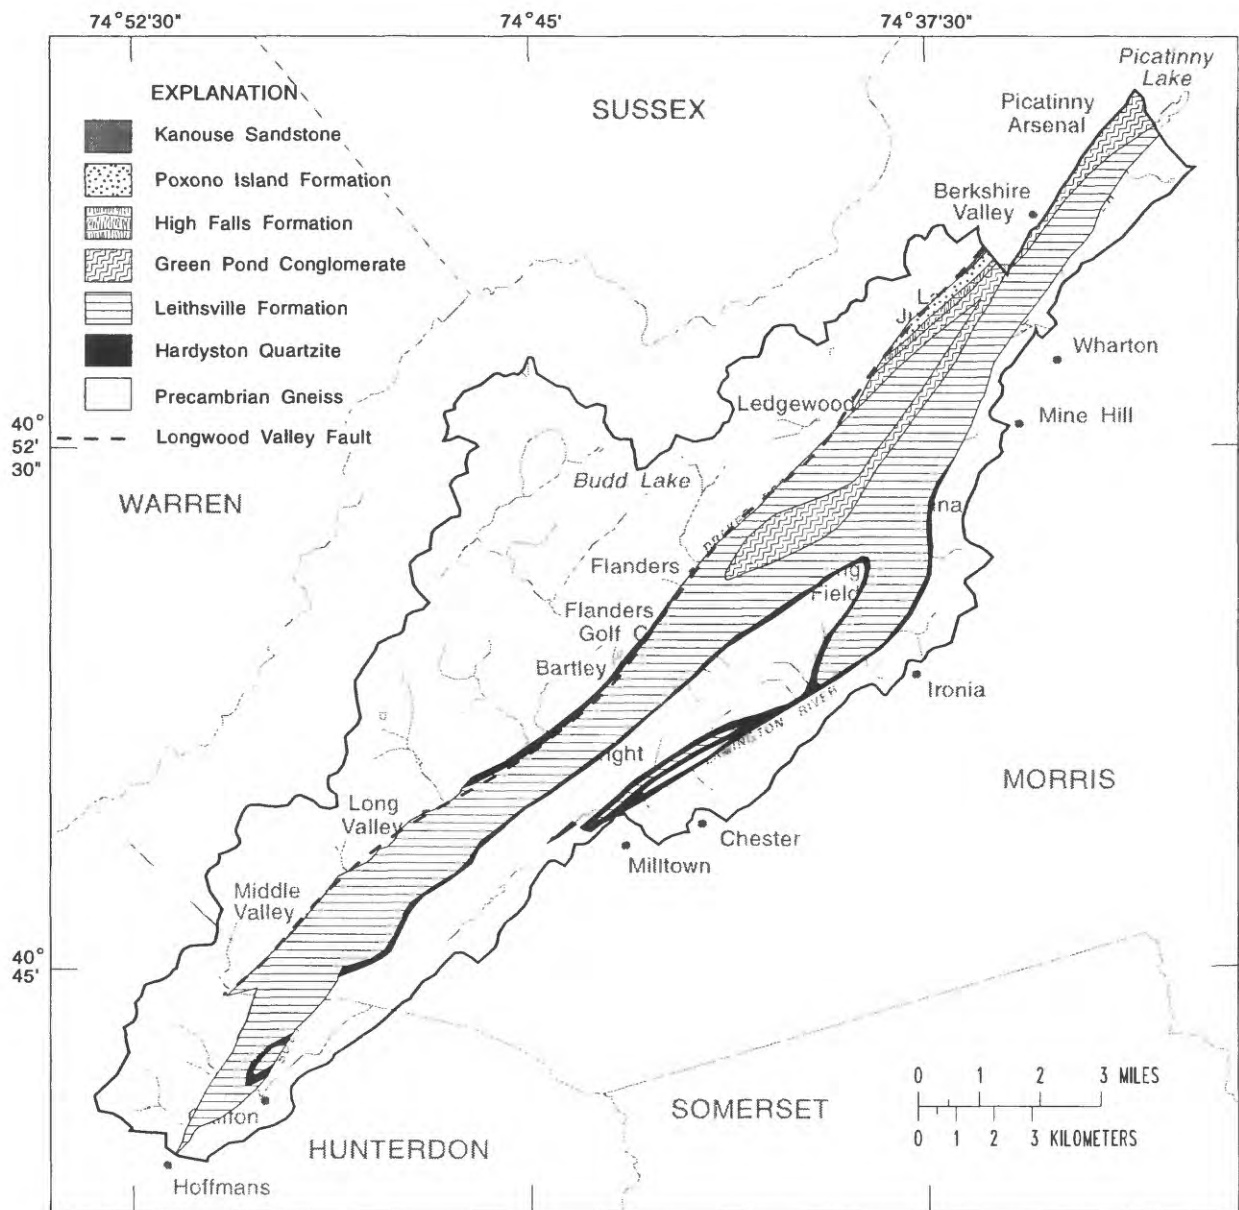 74°52'30"
74°45'
74°37'30"
EXPLANATION
Kanouse Sandstone
Poxono Island Formation
High Falls Formation
Green Pond Conglomerate
Leithsville Formation
Hardyston Quartzite
Precambrian Gneiss
Longwood Valley Fault
SUSSEX
Picatinny
Lake
Picatinny
Arsenal
Berkshire
Valley
Wharton
Mine Hill
Ledgewood
40°
52'
30"
WARREN
Budd Lake
Flanders
Field
Flanders
Golf C
Bartley
Ironia
RIVER
MORRIS
Long
Valley
Chester
Milltown
Middle
Valley
40°
45'
0 1 2 3 MILES
0 1 2 3 KILOMETERS
SOMERSET
HUNTERDON
Hoffmans